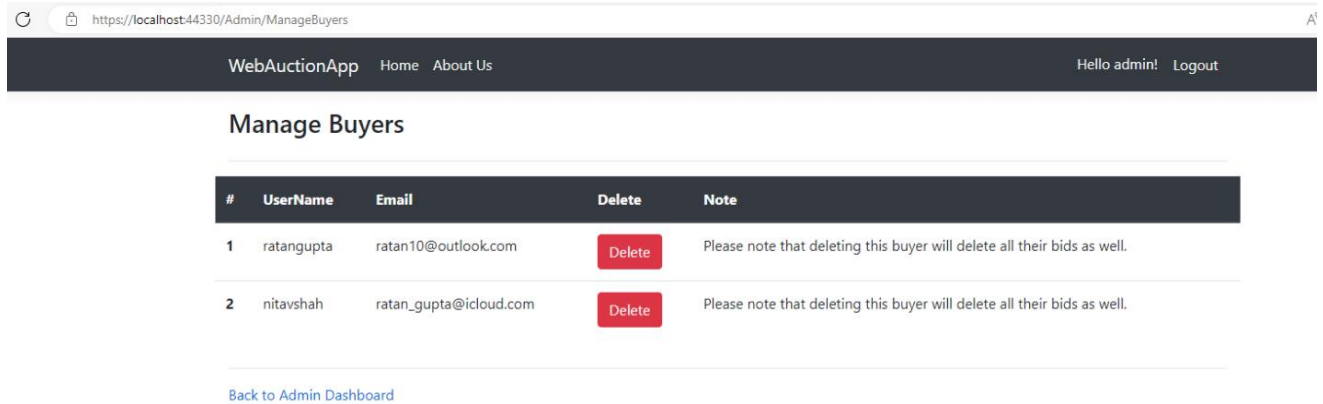 https://localhost:44330/Admin/ManageBuyers
WebAuctionApp Home About Us Hello admin! Logout
Manage Buyers
# UserName Email Delete Note
1 ratangupta ratan10@outlook.com Delete Please note that deleting this buyer will delete all their bids as well.
2 nitavshah ratan_gupta@icloud.com Delete Please note that deleting this buyer will delete all their bids as well.
Back to Admin Dashboard